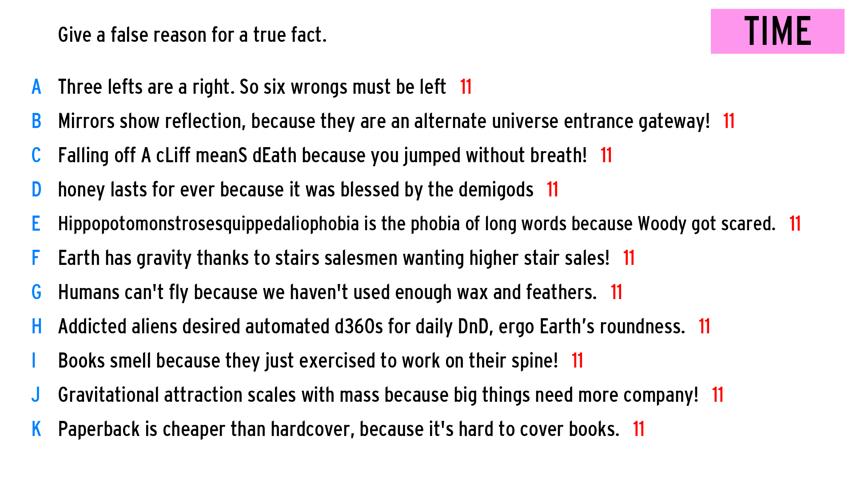 Give a false reason for a true fact.
TIME
A Three lefts are a right. So six wrongs must be left 11
B Mirrors show reflection, because they are an alternate universe entrance gateway! 11
C Falling off A cLiff meanS dEath because you jumped without breath! 11
D honey lasts for ever because it was blessed by the demigods 11
E Hippopotomonstrosesquippedaliophobia is the phobia of long words because Woody got scared. 11
F Earth has gravity thanks to stairs salesmen wanting higher stair sales! 11
G Humans can't fly because we haven't used enough wax and feathers. 11
H Addicted aliens desired automated d360s for daily DnD, ergo Earth’s roundness. 11
I Books smell because they just exercised to work on their spine! 11
J Gravitational attraction scales with mass because big things need more company! 11
K Paperback is cheaper than hardcover, because it's hard to cover books. 11